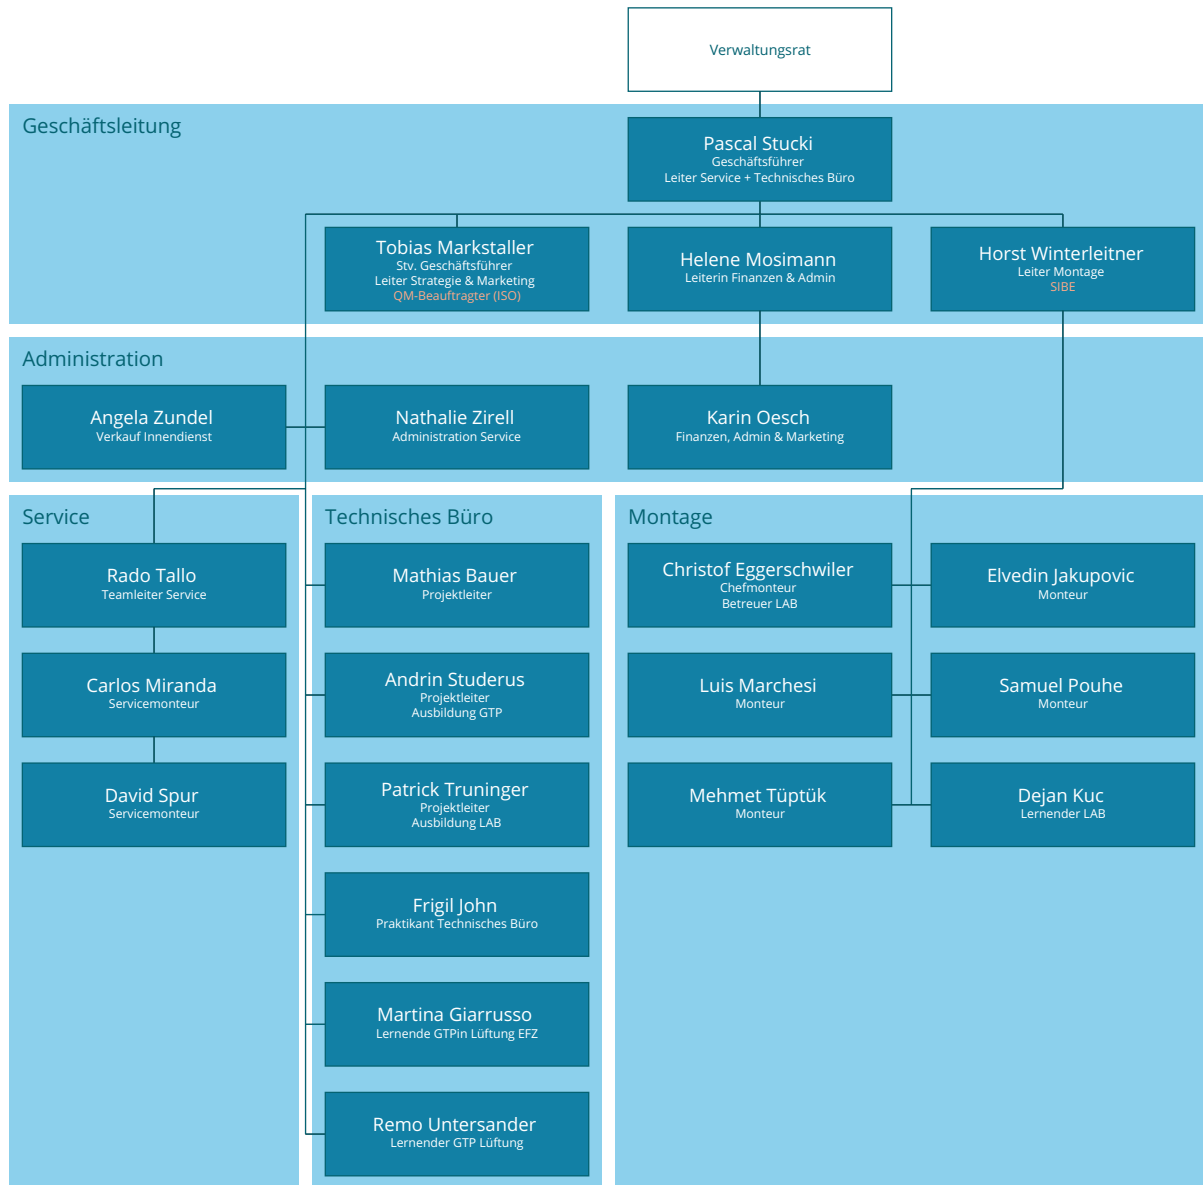 Verwaltungsrat
Geschäftsleitung
Pascal Stucki
Geschäftsführer
Leiter Service + Technisches Büro
Tobias Markstaller
Stv. Geschäftsführer
Leiter Strategie & Marketing
QM-Beauftragter (ISO)
Helene Mosimann
Leiterin Finanzen & Admin
Horst Winterleitner
Leiter Montage
SIBE
Administration
Angela Zundel
Verkauf Innendienst
Nathalie Zirell
Administration Service
Karin Oesch
Finanzen, Admin & Marketing
Service
Rado Tallo
Teamleiter Service
Carlos Miranda
Servicemonteur
David Spur
Servicemonteur
Technisches Büro
Mathias Bauer
Projektleiter
Andrin Studerus
Projektleiter
Ausbildung GTP
Patrick Truninger
Projektleiter
Ausbildung LAB
Frigil John
Praktikant Technisches Büro
Martina Giarrusso
Lernende GTPin Lüftung EFZ
Remo Untersander
Lernender GTP Lüftung
Montage
Christof Eggerschwiler
Chefmonteur
Betreuer LAB
Elvedin Jakupovic
Monteur
Luis Marchesi
Monteur
Samuel Pouhe
Monteur
Mehmet Tüptük
Monteur
Dejan Kuc
Lernender LAB